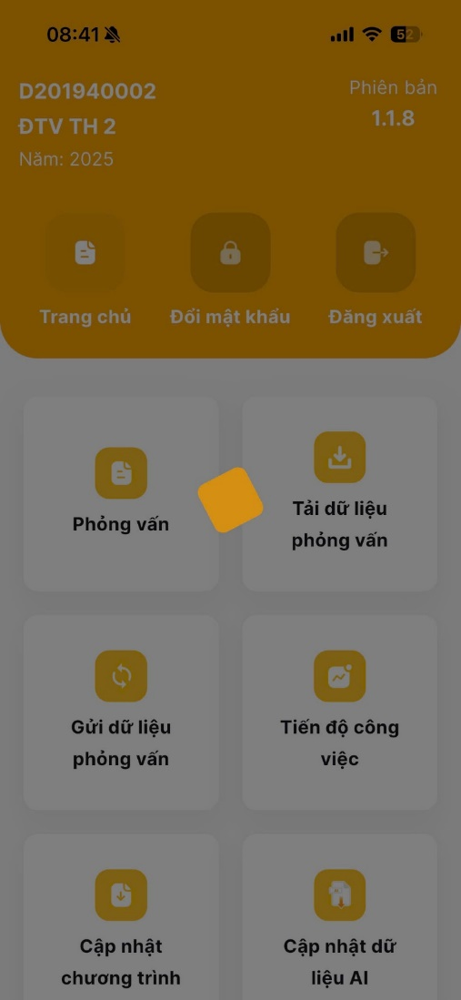 08:41
52
D201940002
Phiên bản
ĐTV TH 2
1.1.8
Năm: 2025
Trang chủ
Đổi mật khẩu
Đăng xuất
Phỏng vấn
Tải dữ liệu
phỏng vấn
Gửi dữ liệu
phỏng vấn
Tiến độ công
việc
Cập nhật
chương trình
Cập nhật dữ
liệu AI